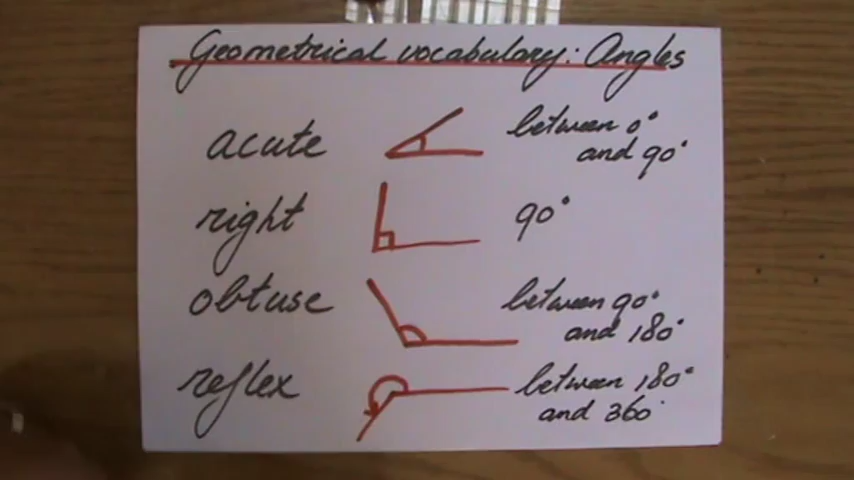 Geometrical vocabulary: Angles
acute
between 0°
and 90°
right
90°
obtuse
between 90°
and 180°
reflex
between 180°
and 360°